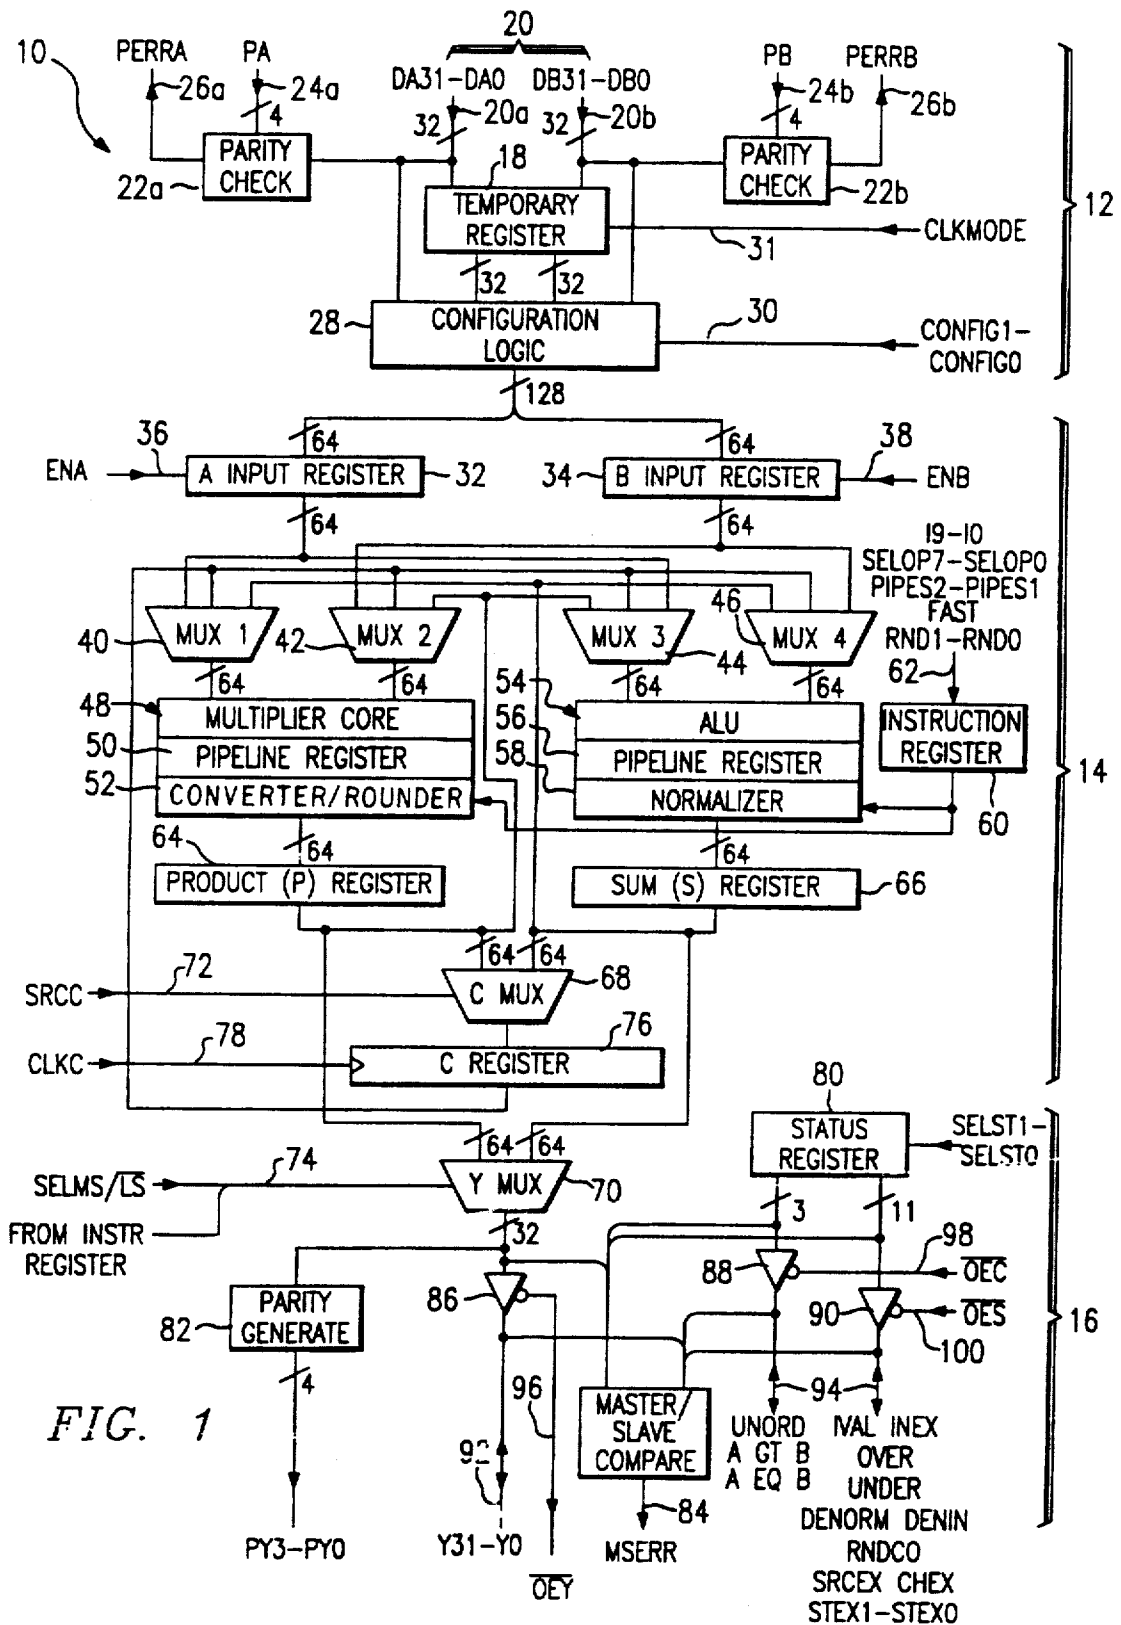 10
20
PERRA
PA
PB
PERRB
26a
24a
DA31-DA0
DB31-DB0
24b
26b
4
32
20a
32
20b
4
PARITY
CHECK
22a
18
TEMPORARY
REGISTER
PARITY
CHECK
22b
12
31
CLKMODE
32
32
28
CONFIGURATION
LOGIC
30
CONFIG1-
CONFIG0
128
64
64
36
38
ENA
A INPUT REGISTER
32
34
B INPUT REGISTER
ENB
64
64
I9-I0
SELOP7-SELOP0
PIPES2-PIPES1
FAST
RND1-RND0
40
MUX 1
42
MUX 2
MUX 3
44
46
MUX 4
62
64
64
64
64
48
MULTIPLIER CORE
50
PIPELINE REGISTER
52
CONVERTER/ROUNDER
54
ALU
56
PIPELINE REGISTER
58
NORMALIZER
INSTRUCTION
REGISTER
60
14
64
64
64
PRODUCT (P) REGISTER
SUM (S) REGISTER
66
64
64
SRCC
72
C MUX
68
CLKC
78
C REGISTER
76
80
STATUS
REGISTER
SELST1-
SELST0
64
64
SELMS/L̅S̅
74
Y MUX
70
FROM INSTR
REGISTER
32
3
11
98
88
O̅E̅C̅
86
90
O̅E̅S̅
100
16
82
PARITY
GENERATE
4
96
94
FIG. 1
MASTER/
SLAVE
COMPARE
92
84
UNORD
A GT B
A EQ B
IVAL INEX
OVER
UNDER
DENORM DENIN
RNDCO
SRCEX CHEX
STEX1-STEX0
PY3-PY0
Y31-Y0
O̅E̅Y̅
MSERR